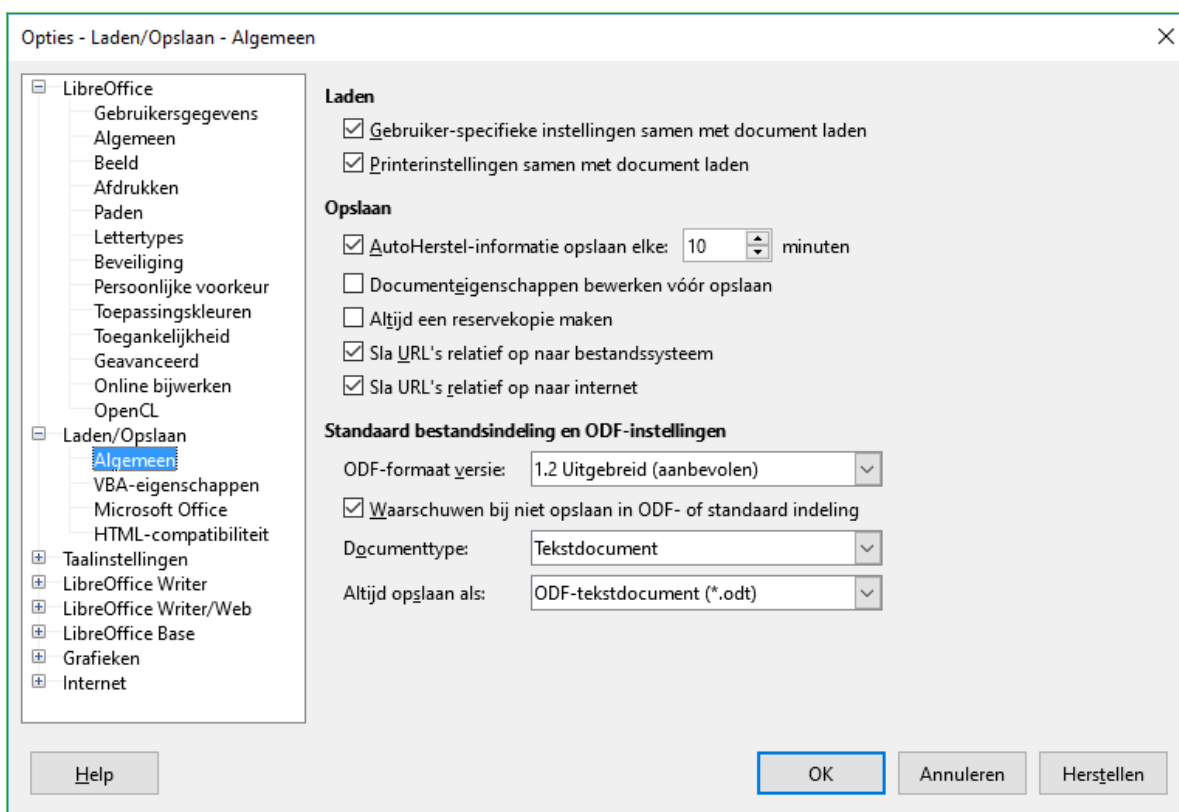 Opties - Laden/Opslaan - Algemeen
LibreOffice
Gebruikersgegevens
Algemeen
Beeld
Afdrukken
Paden
Lettertypes
Beveiliging
Persoonlijke voorkeur
Toepassingskleuren
Toegankelijkheid
Geavanceerd
Online bijwerken
OpenCL
Laden/Opslaan
Algemeen
VBA-eigenschappen
Microsoft Office
HTML-compatibiliteit
Taalinstellingen
LibreOffice Writer
LibreOffice Writer/Web
LibreOffice Base
Grafieken
Internet
Laden
Gebruiker-specifieke instellingen samen met document laden
Printerinstellingen samen met document laden
Opslaan
AutoHerstel-informatie opslaan elke: 10 minuten
Documenteigenschappen bewerken vóór opslaan
Altijd een reservekopie maken
Sla URL's relatief op naar bestandssysteem
Sla URL's relatief op naar internet
Standaard bestandsindeling en ODF-instellingen
ODF-formaat versie: 1.2 Uitgebreid (aanbevolen)
Waarschuwen bij niet opslaan in ODF- of standaard indeling
Documenttype: Tekstdocument
Altijd opslaan als: ODF-tekstdocument (*.odt)
Help OK Annuleren Herstellen